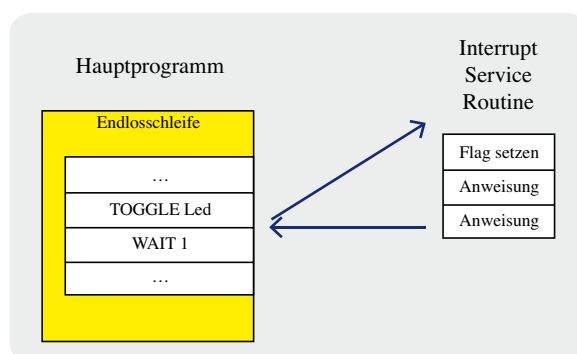 Hauptprogramm
Endlosschleife
…
TOGGLE Led
WAIT 1
…
Interrupt
Service
Routine
Flag setzen
Anweisung
Anweisung